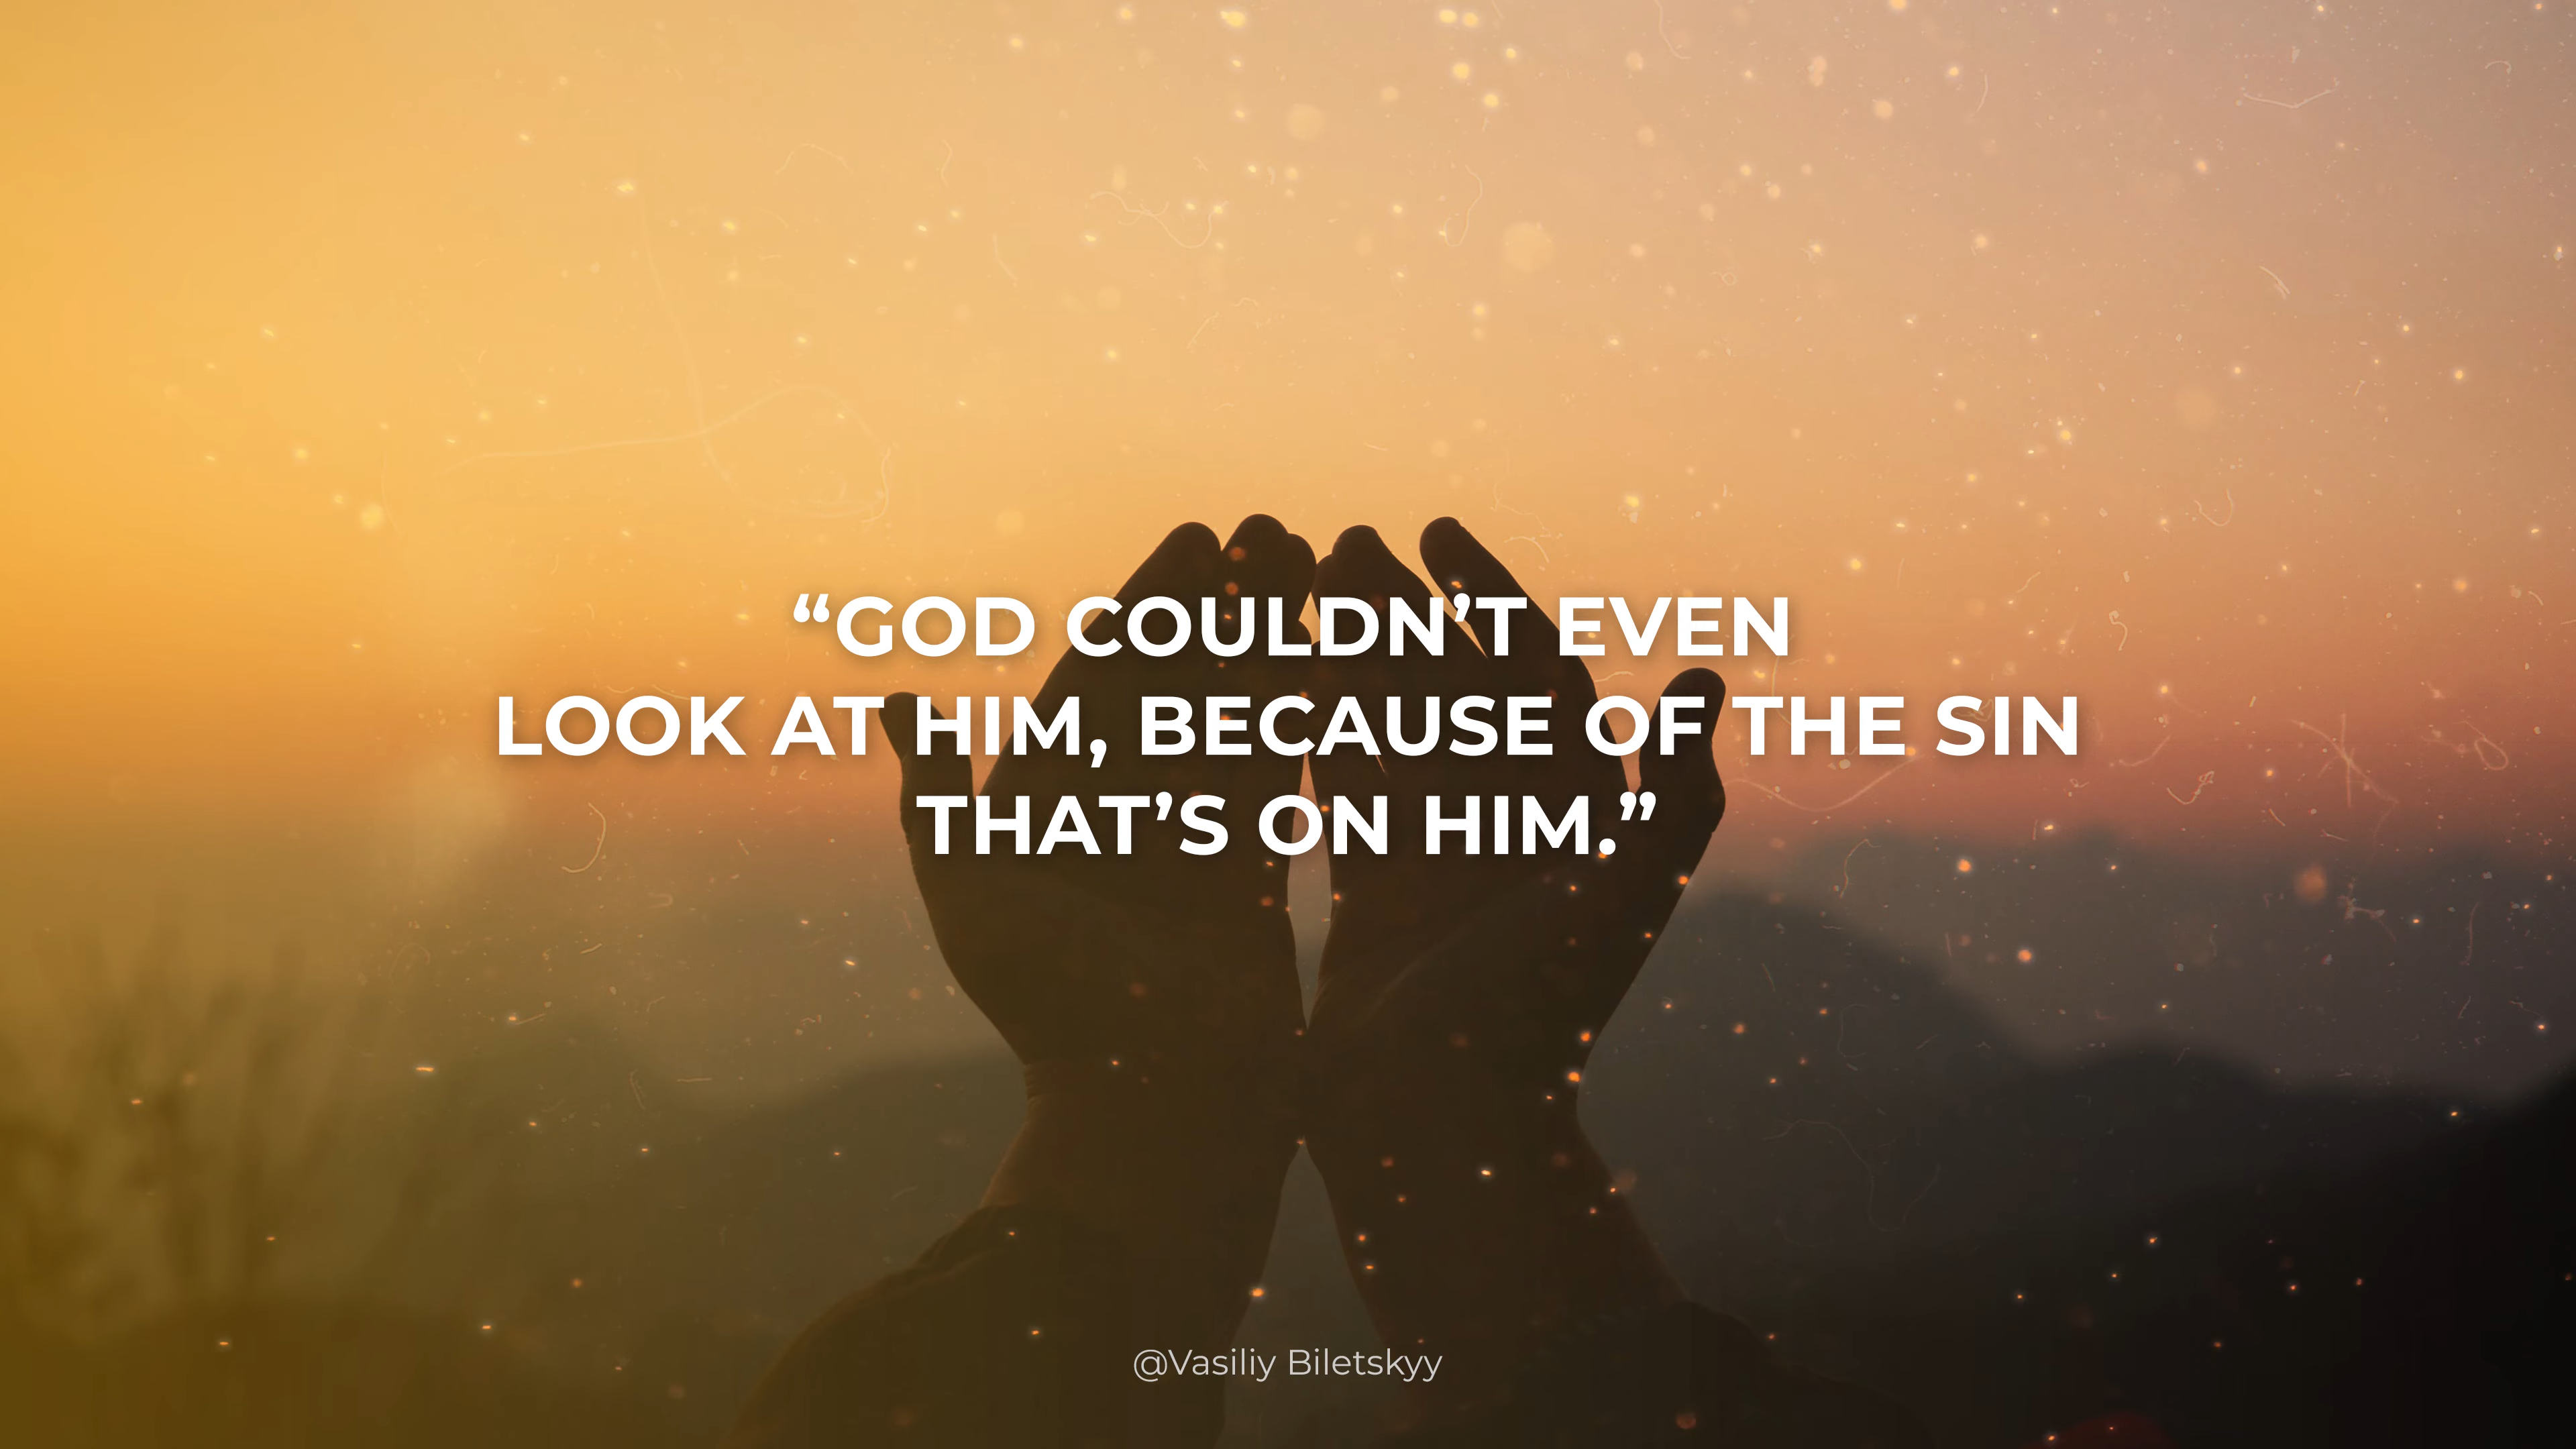 “GOD COULDN’T EVEN
LOOK AT HIM, BECAUSE OF THE SIN
THAT’S ON HIM.”
@Vasiliy Biletskyy